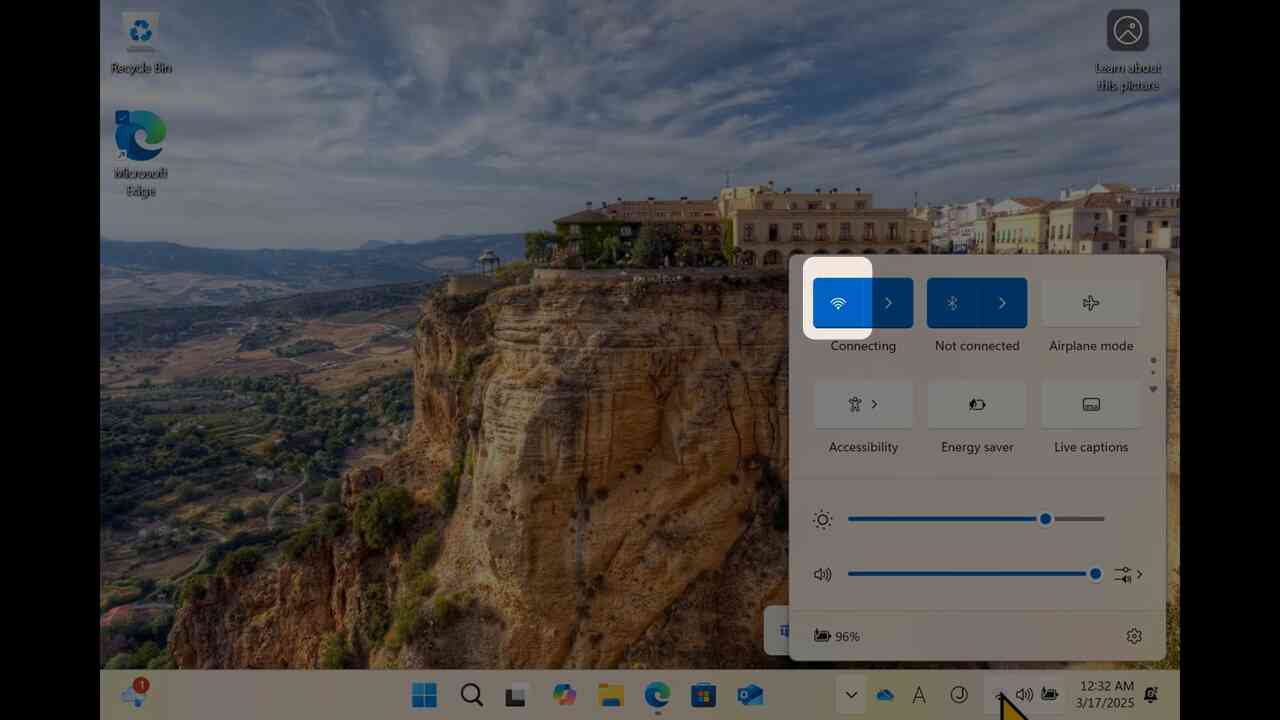 Recycle Bin
Learn about
this picture
Microsoft
Edge
Connecting
Not connected
Airplane mode
Accessibility
Energy saver
Live captions
96%
1
12:32 AM
3/17/2025